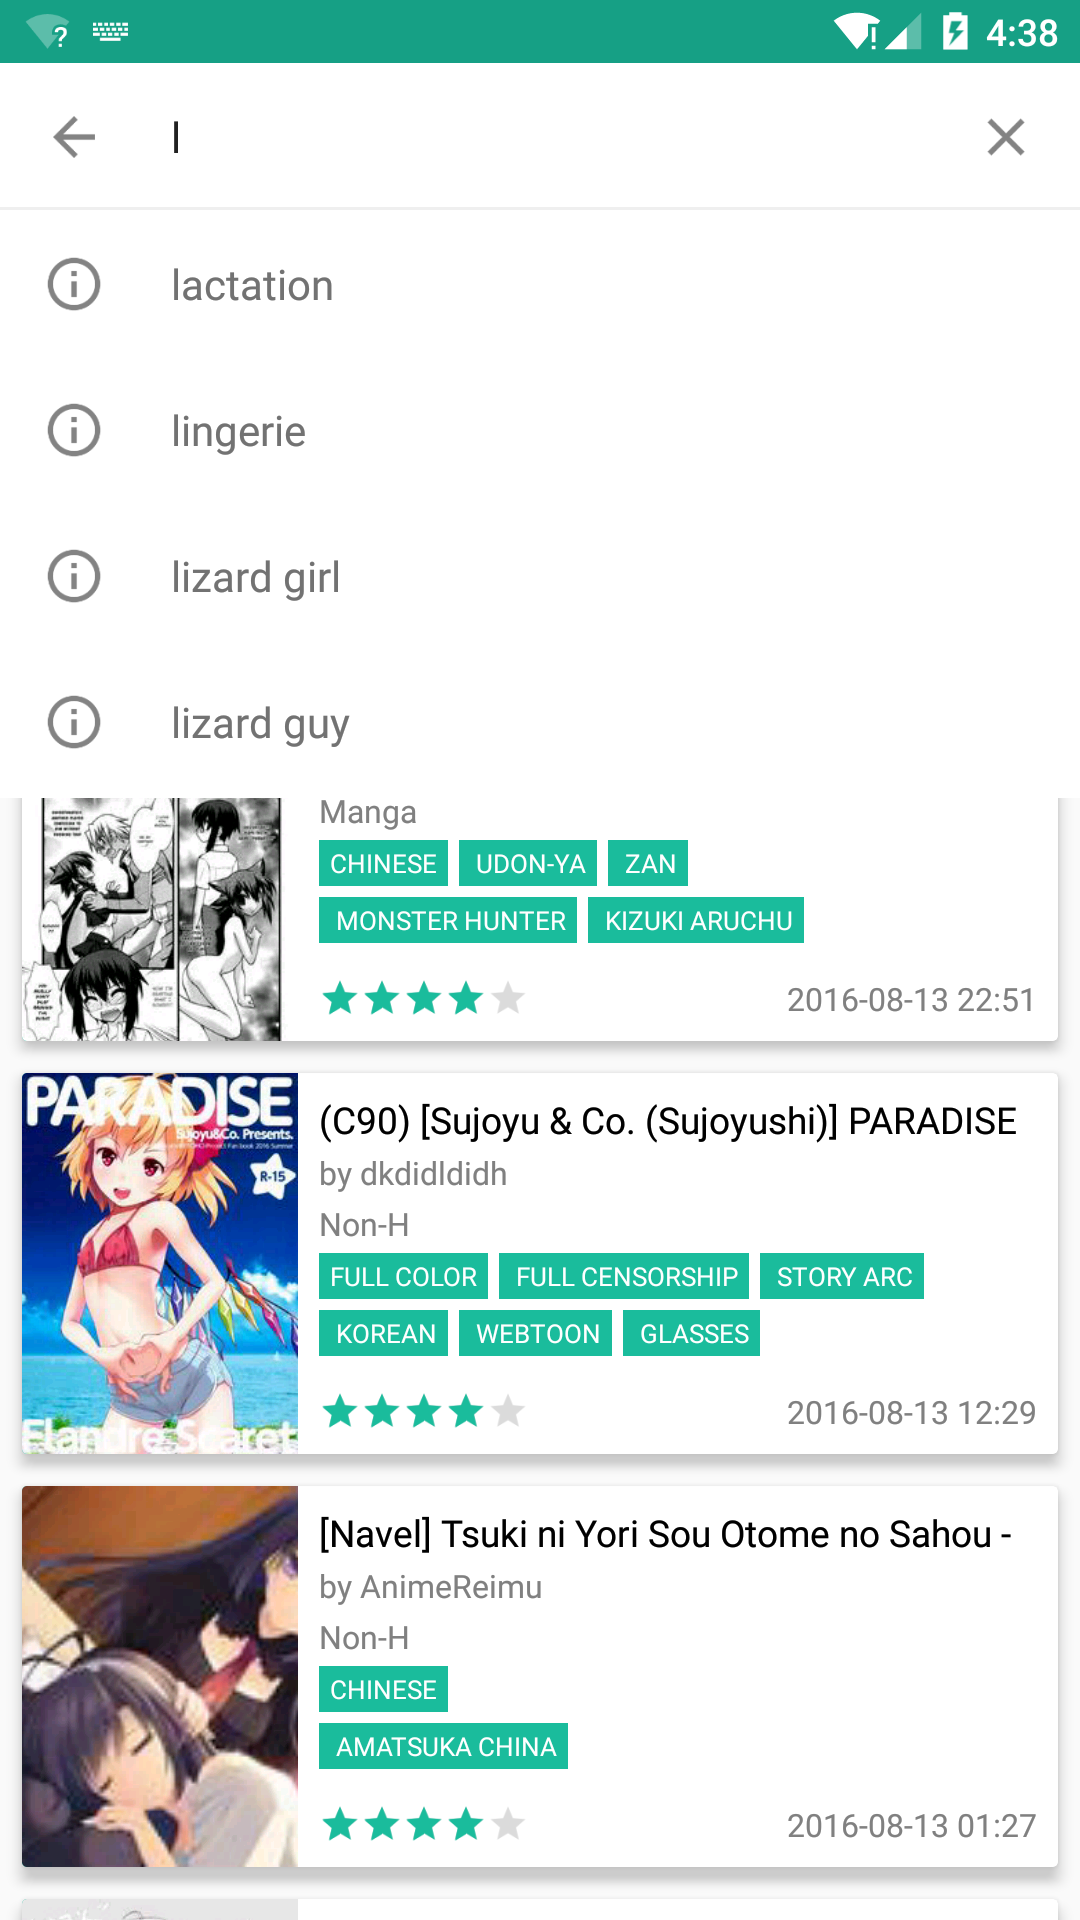 4:38
l
lactation
lingerie
lizard girl
lizard guy
Manga
CHINESE UDON-YA ZAN
MONSTER HUNTER KIZUKI ARUCHU
2016-08-13 22:51
PARADISE
Sujoyu&Co. Presents.
R-15
Flandre Scaret
(C90) [Sujoyu & Co. (Sujoyushi)] PARADISE
by dkdidldidh
Non-H
FULL COLOR FULL CENSORSHIP STORY ARC
KOREAN WEBTOON GLASSES
2016-08-13 12:29
[Navel] Tsuki ni Yori Sou Otome no Sahou -
by AnimeReimu
Non-H
CHINESE
AMATSUKA CHINA
2016-08-13 01:27